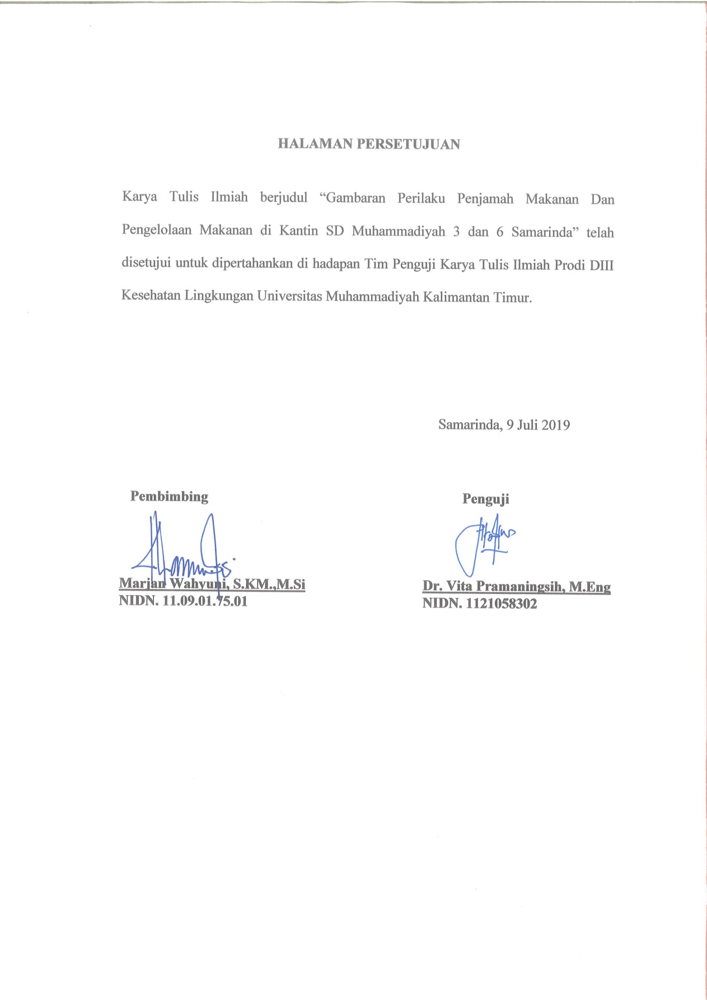 HALAMAN PERSETUJUAN
Karya Tulis Ilmiah berjudul “Gambaran Perilaku Penjamah Makanan Dan
Pengelolaan Makanan di Kantin SD Muhammadiyah 3 dan 6 Samarinda” telah
disetujui untuk dipertahankan di hadapan Tim Penguji Karya Tulis Ilmiah Prodi DIII
Kesehatan Lingkungan Universitas Muhammadiyah Kalimantan Timur.
Samarinda, 9 Juli 2019
Pembimbing
Marjan Wahyuni, S.KM.,M.Si
NIDN. 11.09.01.75.01
Penguji
Dr. Vita Pramaningsih, M.Eng
NIDN. 1121058302